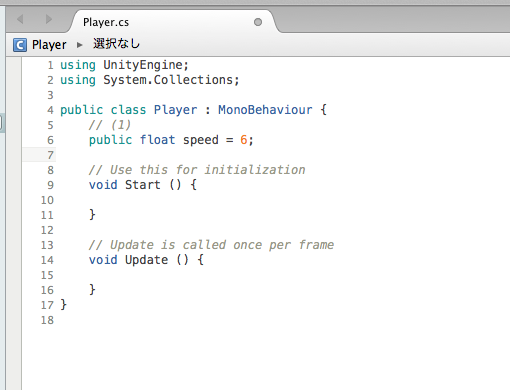 Player.cs
Player ▸ 選択なし
1 using UnityEngine;
2 using System.Collections;
3
4 public class Player : MonoBehaviour {
5     // (1)
6     public float speed = 6;
7
8     // Use this for initialization
9     void Start () {
10
11     }
12
13     // Update is called once per frame
14     void Update () {
15
16     }
17 }
18